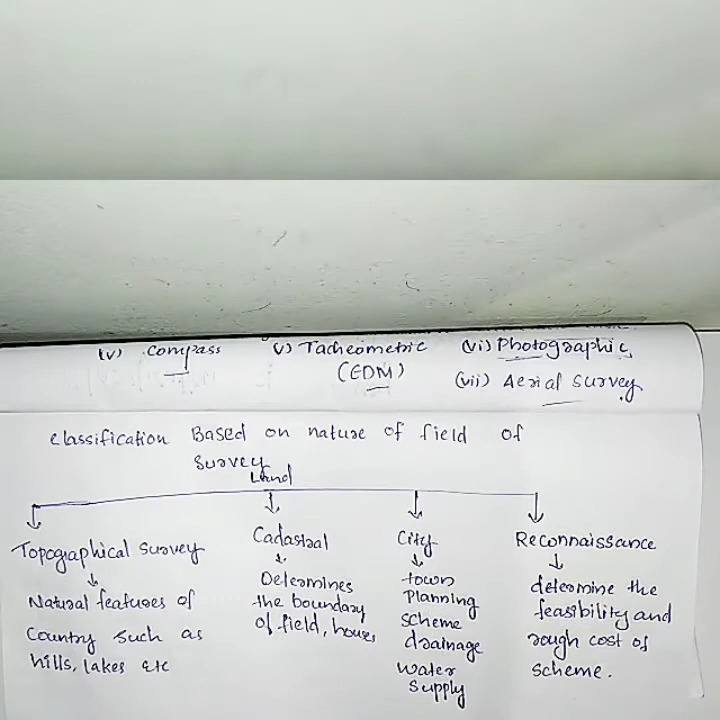 (v) Compass v) Tacheometric (vi) Photographic
(EDM) (vii) Aerial survey
Classification Based on nature of field of
Survey
Land
Topographical survey
Natural features of
Country such as
hills, lakes etc
Cadastral
Determines
the boundary
of field, houses
City
town
Planning
scheme
drainage
water
supply
Reconnaissance
determine the
feasibility and
rough cost of
scheme.